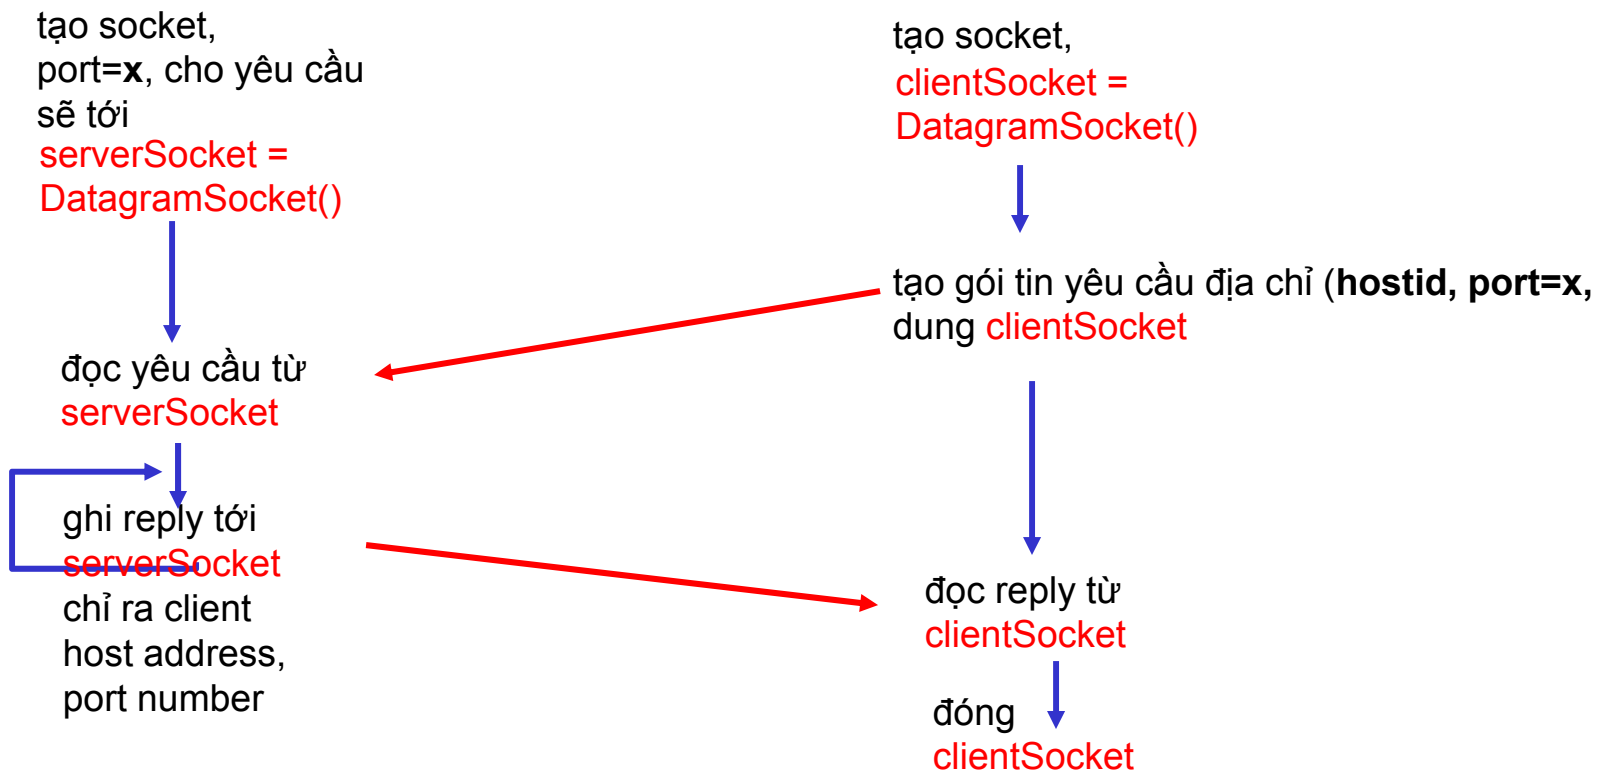 tạo socket,
port=x, cho yêu cầu
sẽ tới
serverSocket =
DatagramSocket()
đọc yêu cầu từ
serverSocket
ghi reply tới
serverSocket
chỉ ra client
host address,
port number
tạo socket,
clientSocket =
DatagramSocket()
tạo gói tin yêu cầu địa chỉ (hostid, port=x,
dung clientSocket
đọc reply từ
clientSocket
đóng
clientSocket